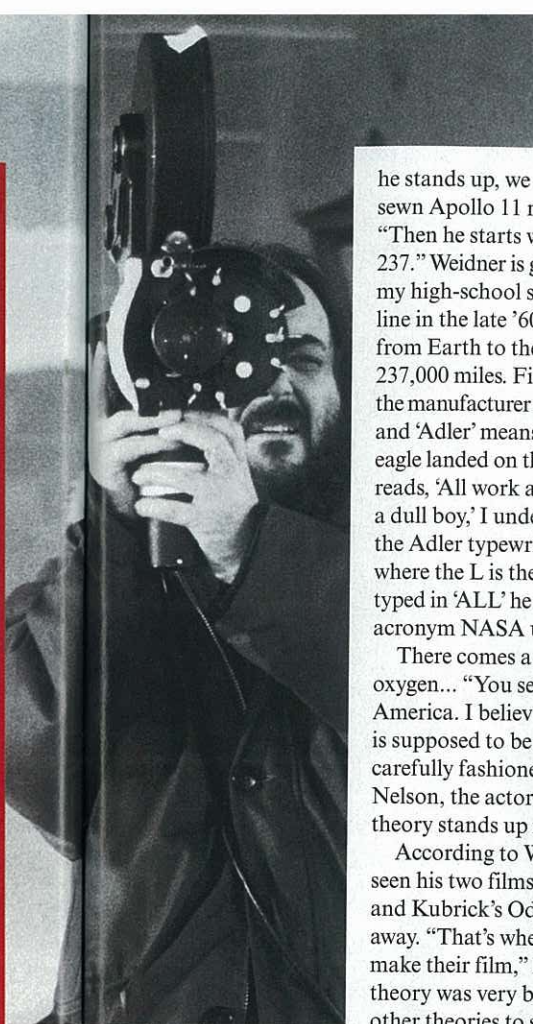 he stands up, we
sewn Apollo 11
“Then he starts
237.” Weidner is
my high-school
line in the late ’60
from Earth to the
237,000 miles. Fi
the manufacturer
and ‘Adler’ means
eagle landed on th
reads, ‘All work a
a dull boy,’ I unde
the Adler typewr
where the L is the
typed in ‘ALL’ he
acronym NASA
There comes a
oxygen... “You se
America. I believ
is supposed to be
carefully fashione
Nelson, the actor
theory stands up
According to W
seen his two films
and Kubrick’s Od
away. “That’s whe
make their film,”
theory was very b
other theories to